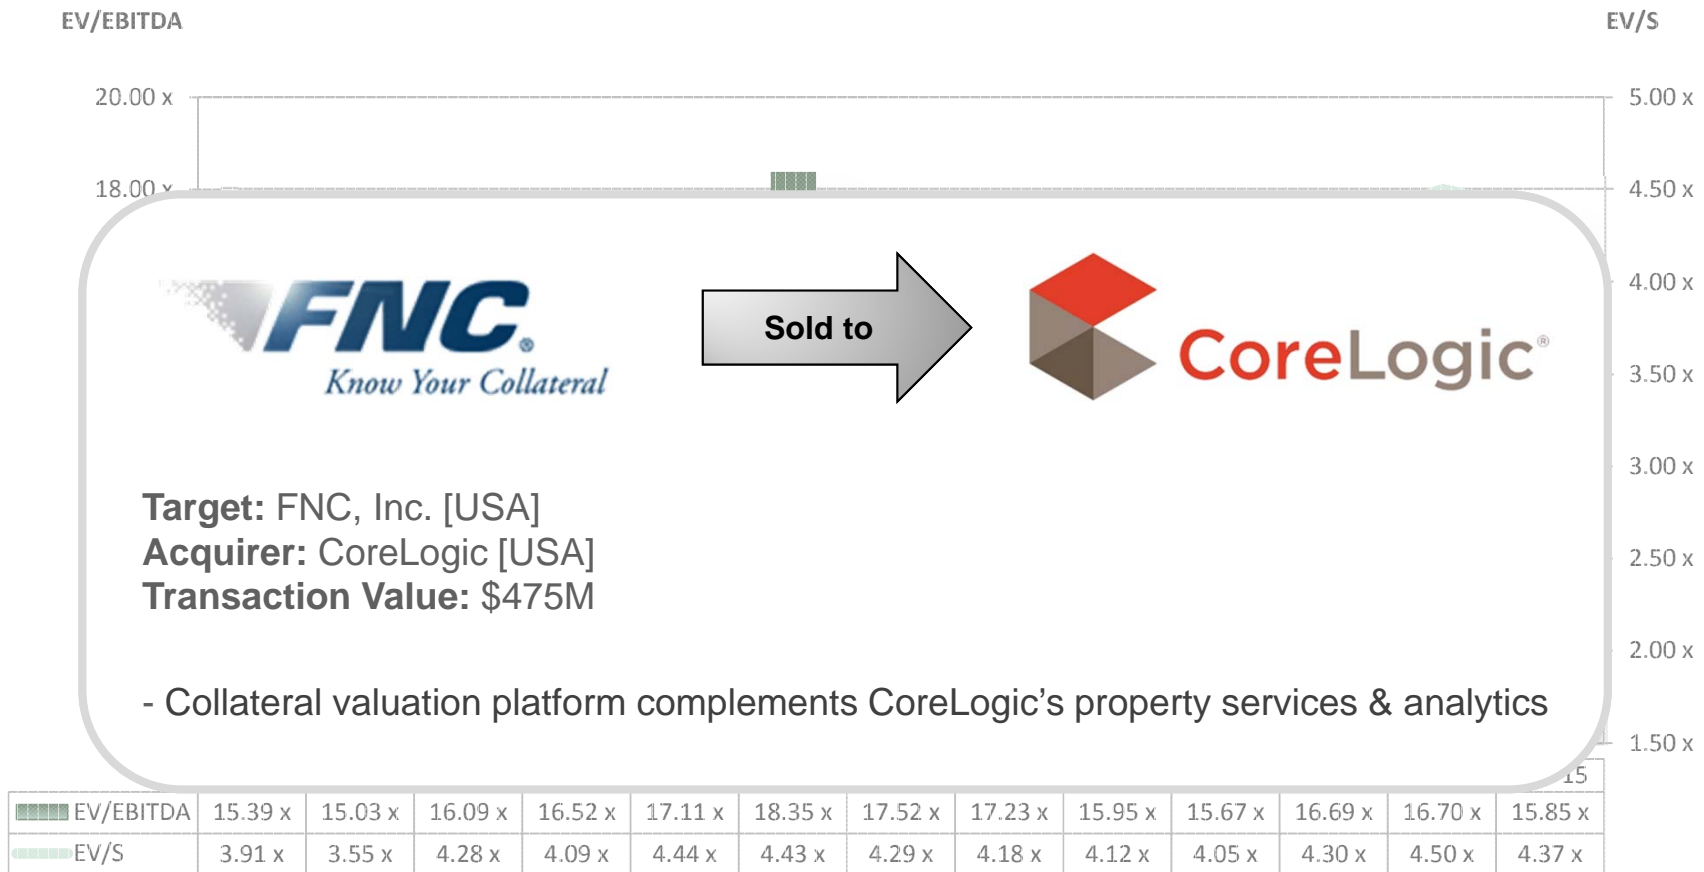 EV/EBITDA EV/S
20.00 x 5.00 x
18.00 x 4.50 x
4.00 x
FNC®
Sold to
CoreLogic®
Know Your Collateral
3.50 x
3.00 x
Target: FNC, Inc. [USA]
Acquirer: CoreLogic [USA]
2.50 x
Transaction Value: $475M
2.00 x
- Collateral valuation platform complements CoreLogic’s property services & analytics
1.50 x
15
EV/EBITDA 15.39 x 15.03 x 16.09 x 16.52 x 17.11 x 18.35 x 17.52 x 17.23 x 15.95 x 15.67 x 16.69 x 16.70 x 15.85 x
EV/S 3.91 x 3.55 x 4.28 x 4.09 x 4.44 x 4.43 x 4.29 x 4.18 x 4.12 x 4.05 x 4.30 x 4.50 x 4.37 x